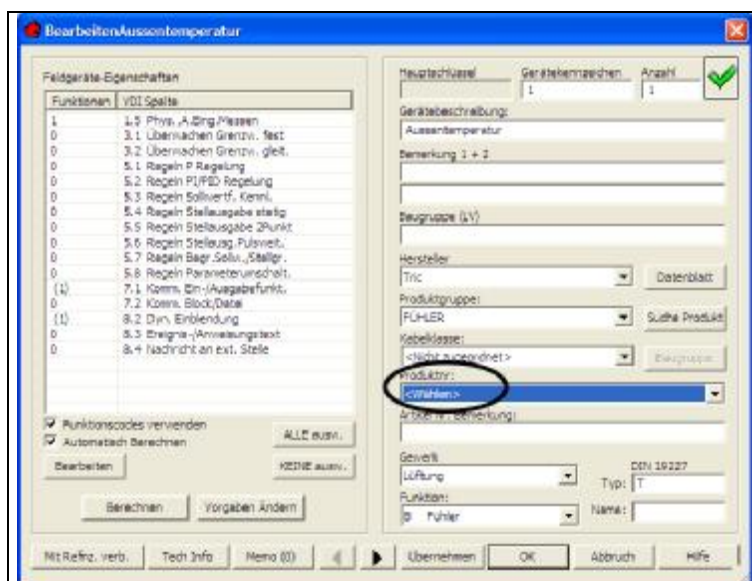 BearbeitenAussentemperatur
Feldgeräte-Eigenschaften
Funktionen VDI Spalte
1 1.5 Phys. A.Eing.Messen
0 3.1 Überwachen Grenzw. fest
0 3.2 Überwachen Grenzw. gleit.
0 5.1 Regeln P Regelung
0 5.2 Regeln PI/PID Regelung
0 5.3 Regeln Sollwertf. Kennl.
0 5.4 Regeln Stellausgabe stetig
0 5.5 Regeln Stellausgabe 2Punkt
0 5.6 Regeln Stellausg.Pulsweit.
0 5.7 Regeln Begr.Sollw../Stellgr.
0 5.8 Regeln Parameterumschalt.
(1) 7.1 Komm. Ein-/Ausgabefunkt.
0 7.2 Komm. Block/Datei
(1) 8.2 Dyn. Einblendung
0 8.3 Ereignis-/Anweisungstext
0 8.4 Nachricht an ext. Stelle
Funktionscodes verwenden
Automatisch Berechnen
ALLE ausw.
Bearbeiten
KEINE ausw.
Berechnen
Vorgaben Ändern
Hauptschlüssel Gerätekennzeichen Anzahl
1 1
Gerätebeschreibung:
Aussentemperatur
Bemerkung 1 + 2
Baugruppe (LV)
Hersteller
Tric Datenblatt
Produktgruppe:
FÜHLER Suche Produkt
Kabelklasse:
<Nicht zugeordnet> Baugruppe
Produktnr:
<Wählen>
Artikel nr. Bemerkung:
Gewerk
Lüftung
DIN 19227
Typ: T
Funktion:
B Fühler
Name:
Mit Refnz. verb. Tech Info Memo (0) Übernehmen OK Abbruch Hilfe